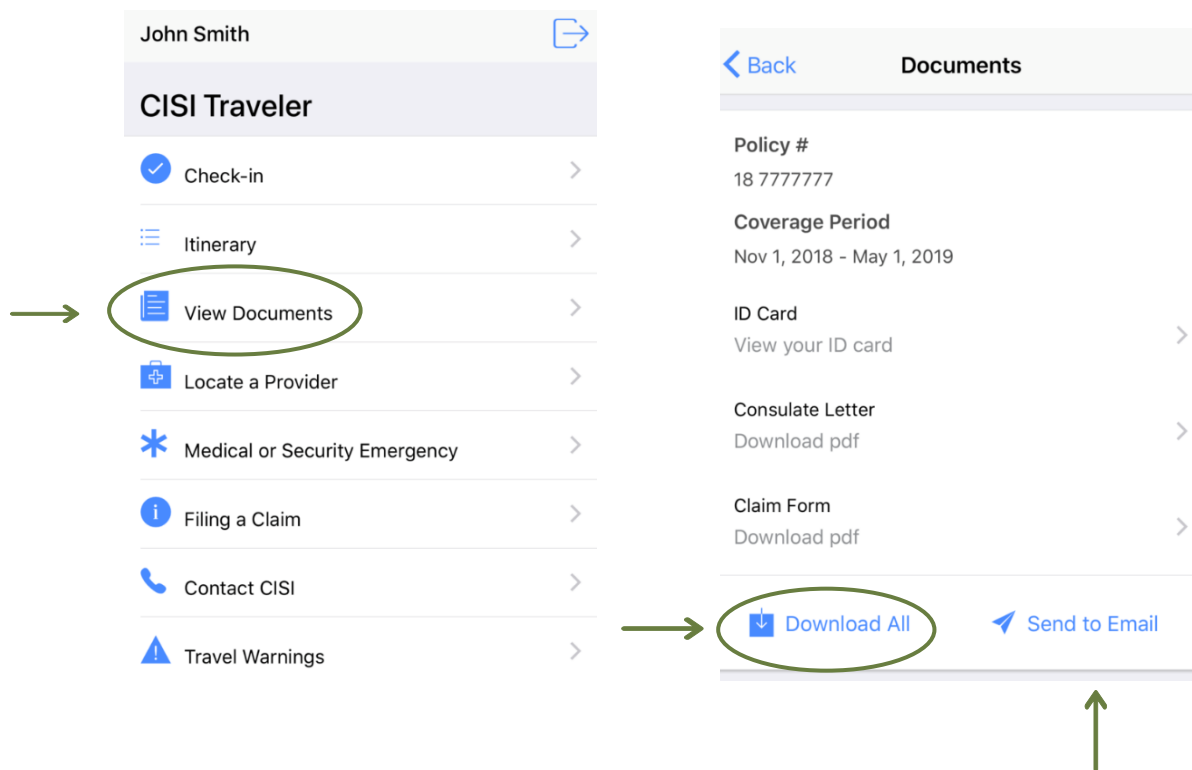 John Smith
CISI Traveler
Check-in
Itinerary
View Documents
Locate a Provider
Medical or Security Emergency
Filing a Claim
Contact CISI
Travel Warnings
Back
Documents
Policy #
18 7777777
Coverage Period
Nov 1, 2018 - May 1, 2019
ID Card
View your ID card
Consulate Letter
Download pdf
Claim Form
Download pdf
Download All
Send to Email